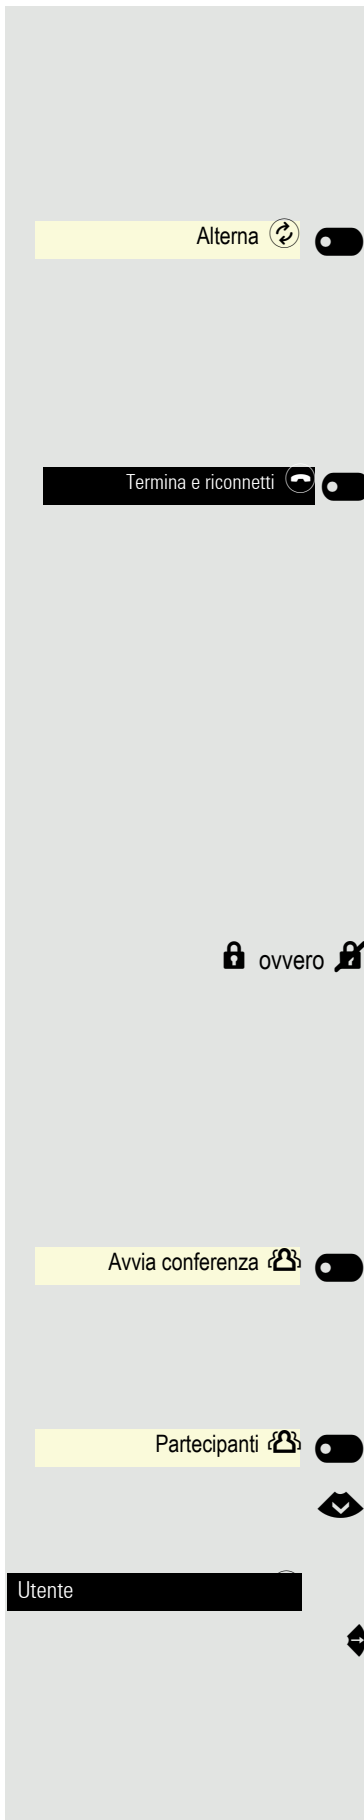 Alterna
Termina e riconnetti
ovvero
Avvia conferenza
Partecipanti
Utente